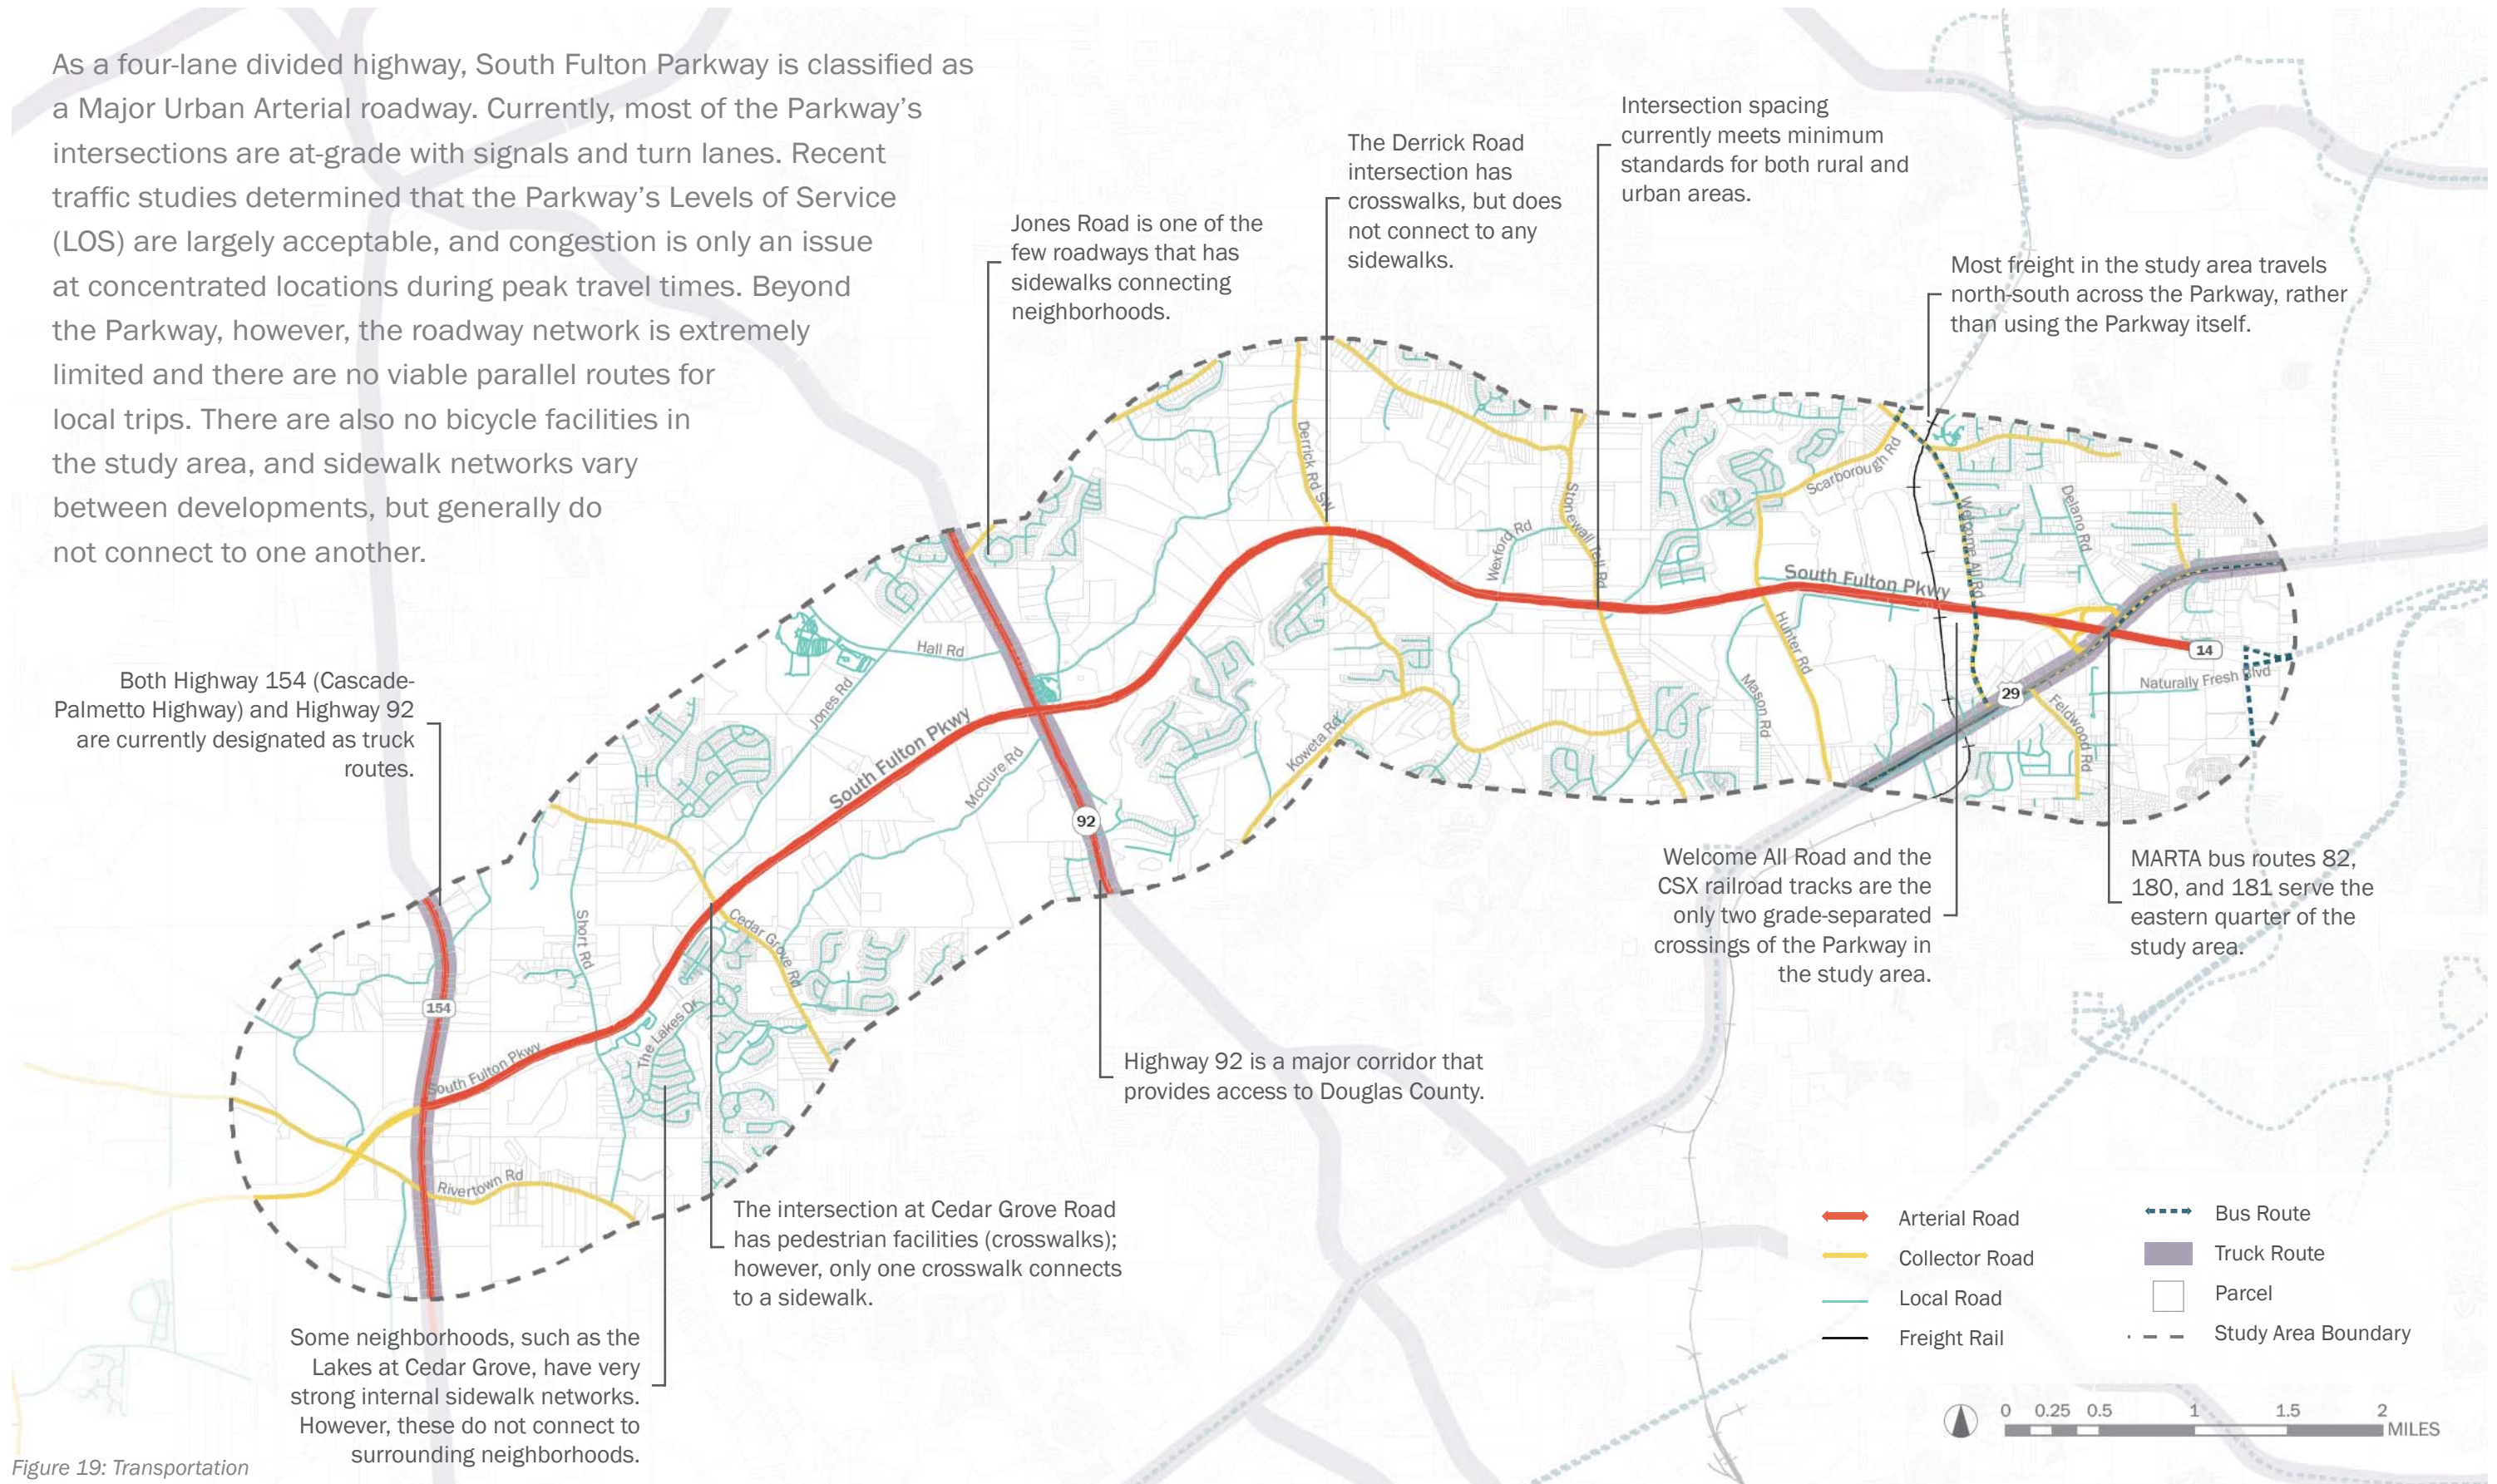 As a four-lane divided highway, South Fulton Parkway is classified as
a Major Urban Arterial roadway. Currently, most of the Parkway's
intersections are at-grade with signals and turn lanes. Recent
traffic studies determined that the Parkway's Levels of Service
(LOS) are largely acceptable, and congestion is only an issue
at concentrated locations during peak travel times. Beyond
the Parkway, however, the roadway network is extremely
limited and there are no viable parallel routes for
local trips. There are also no bicycle facilities in
the study area, and sidewalk networks vary
between developments, but generally do
not connect to one another.
Jones Road is one of the
few roadways that has
sidewalks connecting
neighborhoods.
The Derrick Road
intersection has
crosswalks, but does
not connect to any
sidewalks.
Intersection spacing
currently meets minimum
standards for both rural and
urban areas.
Most freight in the study area travels
north-south across the Parkway, rather
than using the Parkway itself.
Both Highway 154 (Cascade-
Palmetto Highway) and Highway 92
are currently designated as truck
routes.
Derrick Rd SW
Stonewall Tell Rd
Wexford Rd
Scarborough Rd
Welcome All Rd
Delano Rd
South Fulton Pkwy
Hunter Rd
Mason Rd
14
Naturally Fresh Blvd
29
Feldwood Rd
Hall Rd
Jones Rd
South Fulton Pkwy
McClure Rd
Koweta Rd
92
Cedar Grove Rd
Short Rd
The Lakes Dr
154
South Fulton Pkwy
Rivertown Rd
Welcome All Road and the
CSX railroad tracks are the
only two grade-separated
crossings of the Parkway in
the study area.
MARTA bus routes 82,
180, and 181 serve the
eastern quarter of the
study area.
Highway 92 is a major corridor that
provides access to Douglas County.
The intersection at Cedar Grove Road
has pedestrian facilities (crosswalks);
however, only one crosswalk connects
to a sidewalk.
Some neighborhoods, such as the
Lakes at Cedar Grove, have very
strong internal sidewalk networks.
However, these do not connect to
surrounding neighborhoods.
Arterial Road
Collector Road
Local Road
Freight Rail
Bus Route
Truck Route
Parcel
Study Area Boundary
0 0.25 0.5 1 1.5 2
MILES
Figure 19: Transportation